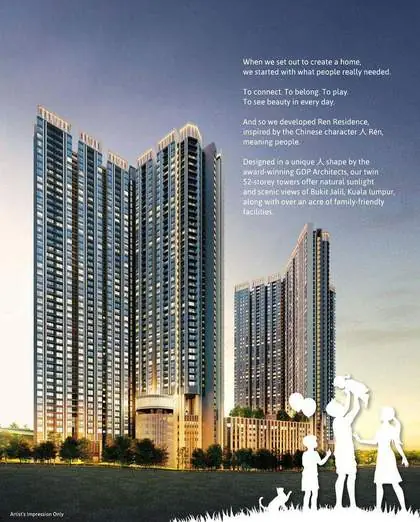 When we set out to create a home,
we started with what people really needed.
To connect. To belong. To play.
To see beauty in every day.
And so we developed Ren Residence,
inspired by the Chinese character 人 Rén,
meaning people.
Designed in a unique 人 shape by the
award-winning GDP Architects, our twin
52-storey towers offer natural sunlight
and scenic views of Bukit Jalil, Kuala lumpur,
along with over an acre of family-friendly
facilities.
Artist's Impression Only